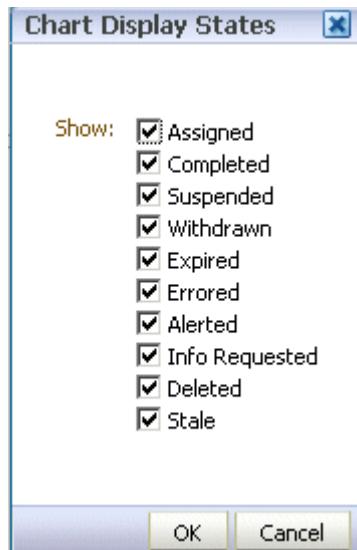 Chart Display States
Show:
Assigned
Completed
Suspended
Withdrawn
Expired
Errored
Alerted
Info Requested
Deleted
Stale
OK
Cancel